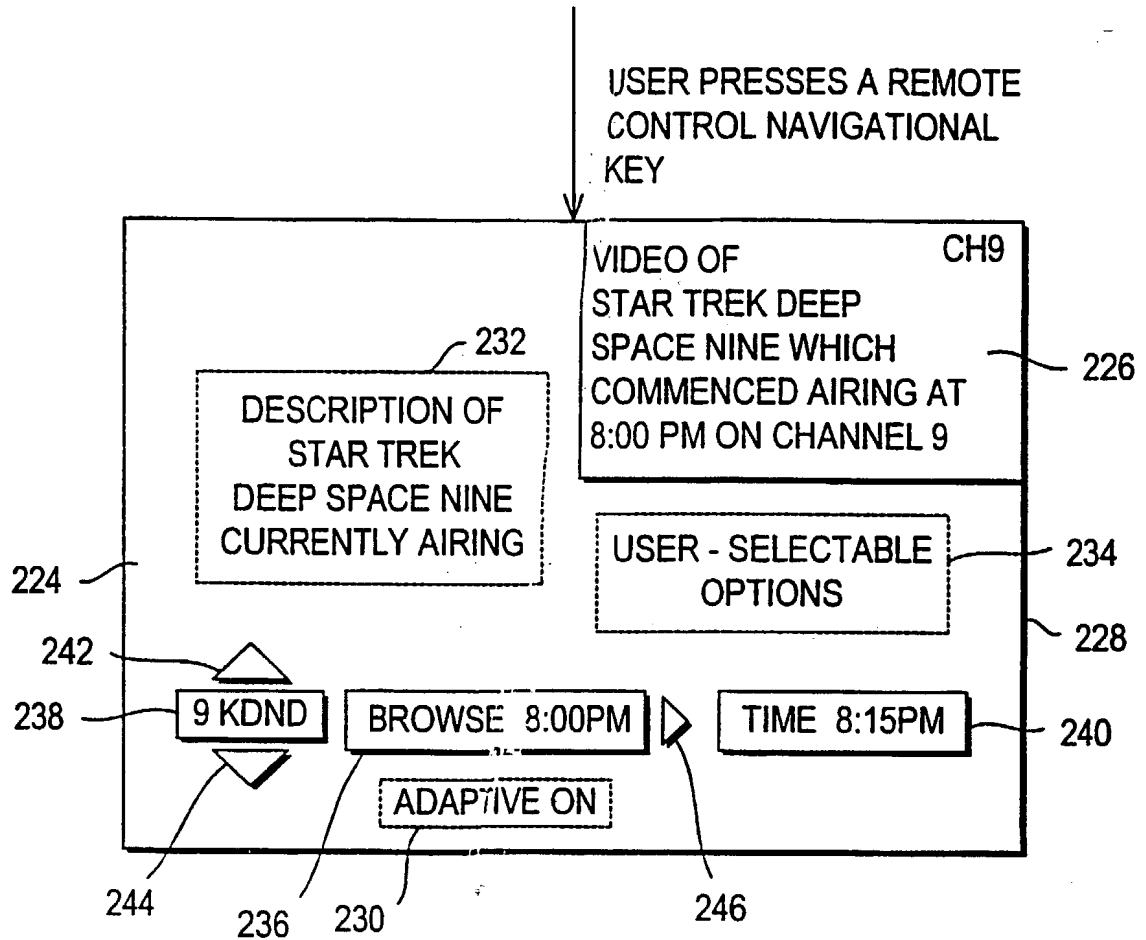 USER PRESSES A REMOTE
CONTROL NAVIGATIONAL
KEY
CH9
VIDEO OF
STAR TREK DEEP
SPACE NINE WHICH
COMMENCED AIRING AT
8:00 PM ON CHANNEL 9
226
232
DESCRIPTION OF
STAR TREK
DEEP SPACE NINE
CURRENTLY AIRING
USER - SELECTABLE
OPTIONS
234
224
228
242
238
9 KDND
BROWSE 8:00PM
TIME 8:15PM
240
ADAPTIVE ON
244
236
230
246